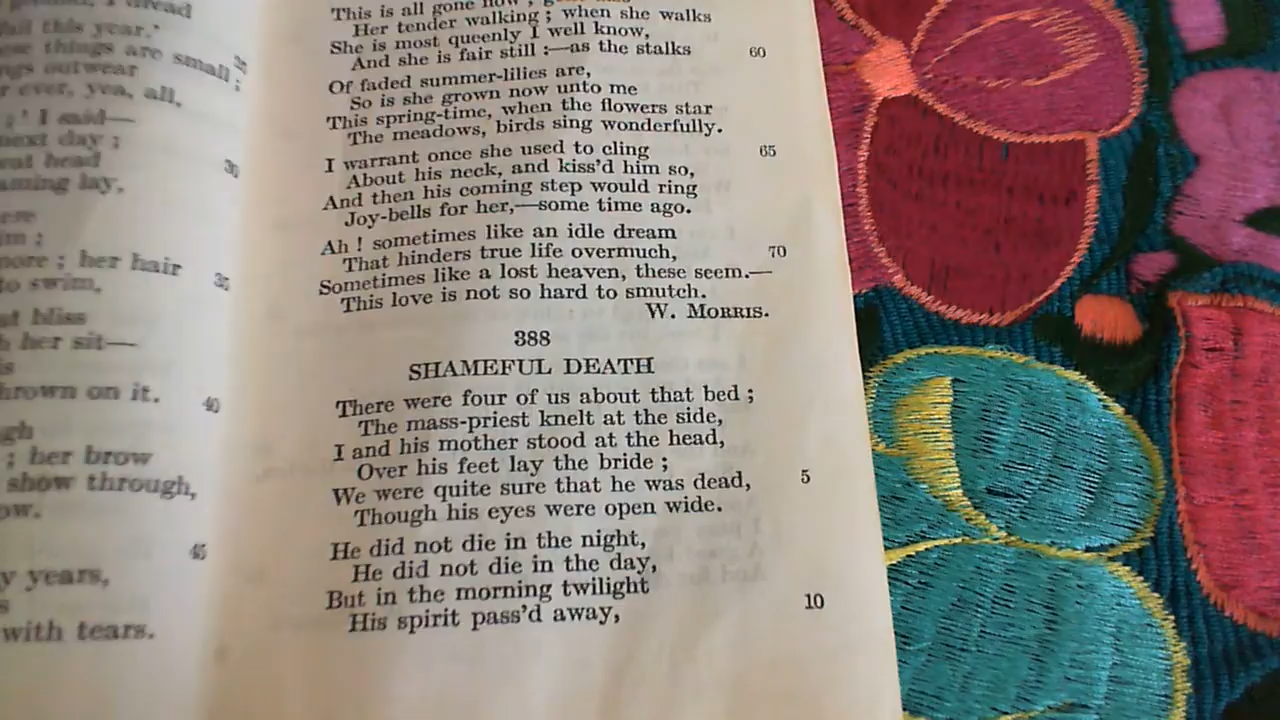 dread
fail this year.'
things are small;
outwear
ever, yea, all,
I said—
next day;
head
30
lay,
ore; her hair
35
to swim,
bliss
her sit—
hrown on it.
40
; her brow
show through,
45
years,
with tears.
This is all gone now;
Her tender walking; when she walks
She is most queenly I well know,
And she is fair still:—as the stalks
60
Of faded summer-lilies are,
So is she grown now unto me
This spring-time, when the flowers star
The meadows, birds sing wonderfully.
I warrant once she used to cling
65
About his neck, and kiss'd him so,
And then his coming step would ring
Joy-bells for her,—some time ago.
Ah! sometimes like an idle dream
That hinders true life overmuch,
70
Sometimes like a lost heaven, these seem.—
This love is not so hard to smutch.
W. MORRIS.
388
SHAMEFUL DEATH
There were four of us about that bed;
The mass-priest knelt at the side,
I and his mother stood at the head,
Over his feet lay the bride;
We were quite sure that he was dead,
5
Though his eyes were open wide.
He did not die in the night,
He did not die in the day,
But in the morning twilight
His spirit pass'd away,
10